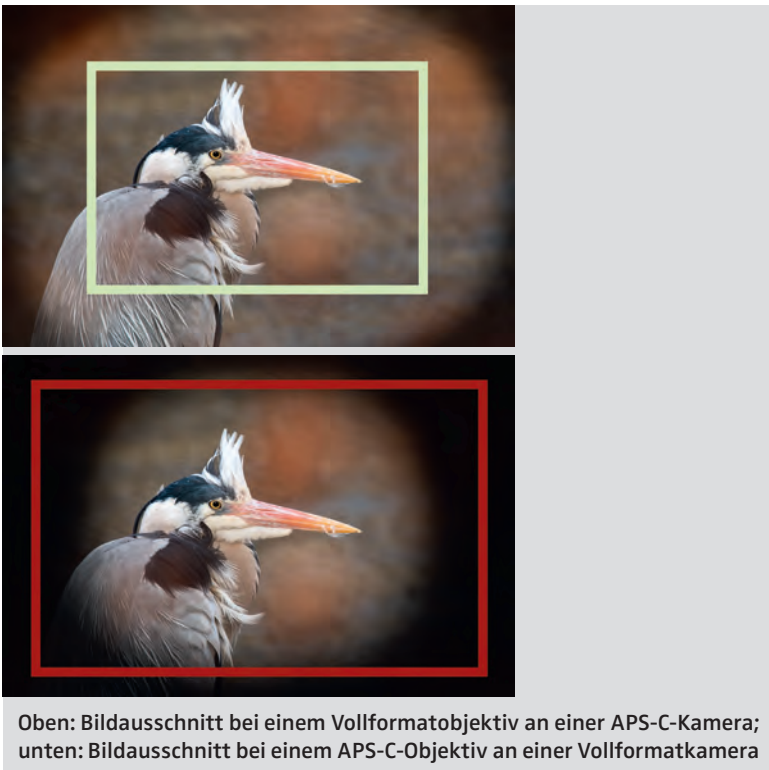 Oben: Bildausschnitt bei einem Vollformatobjektiv an einer APS-C-Kamera;
unten: Bildausschnitt bei einem APS-C-Objektiv an einer Vollformatkamera